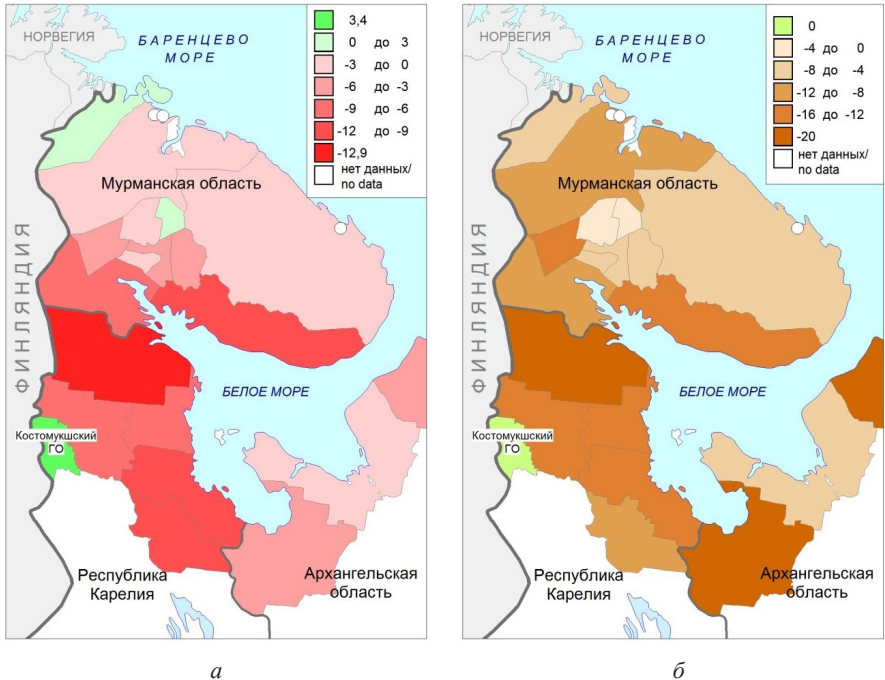 НОРВЕГИЯ
БАРЕНЦЕВО
МОРЕ
3,4
0 до 3
-3 до 0
-6 до -3
-9 до -6
-12 до -9
-12,9
нет данных/
no data
Мурманская область
ФИНЛЯНДИЯ
БЕЛОЕ МОРЕ
Костомукшский
ГО
Республика
Карелия
Архангельская
область
а
НОРВЕГИЯ
БАРЕНЦЕВО
МОРЕ
0
-4 до 0
-8 до -4
-12 до -8
-16 до -12
-20
нет данных/
no data
Мурманская область
ФИНЛЯНДИЯ
БЕЛОЕ МОРЕ
Костомукшский
ГО
Республика
Карелия
Архангельская
область
б